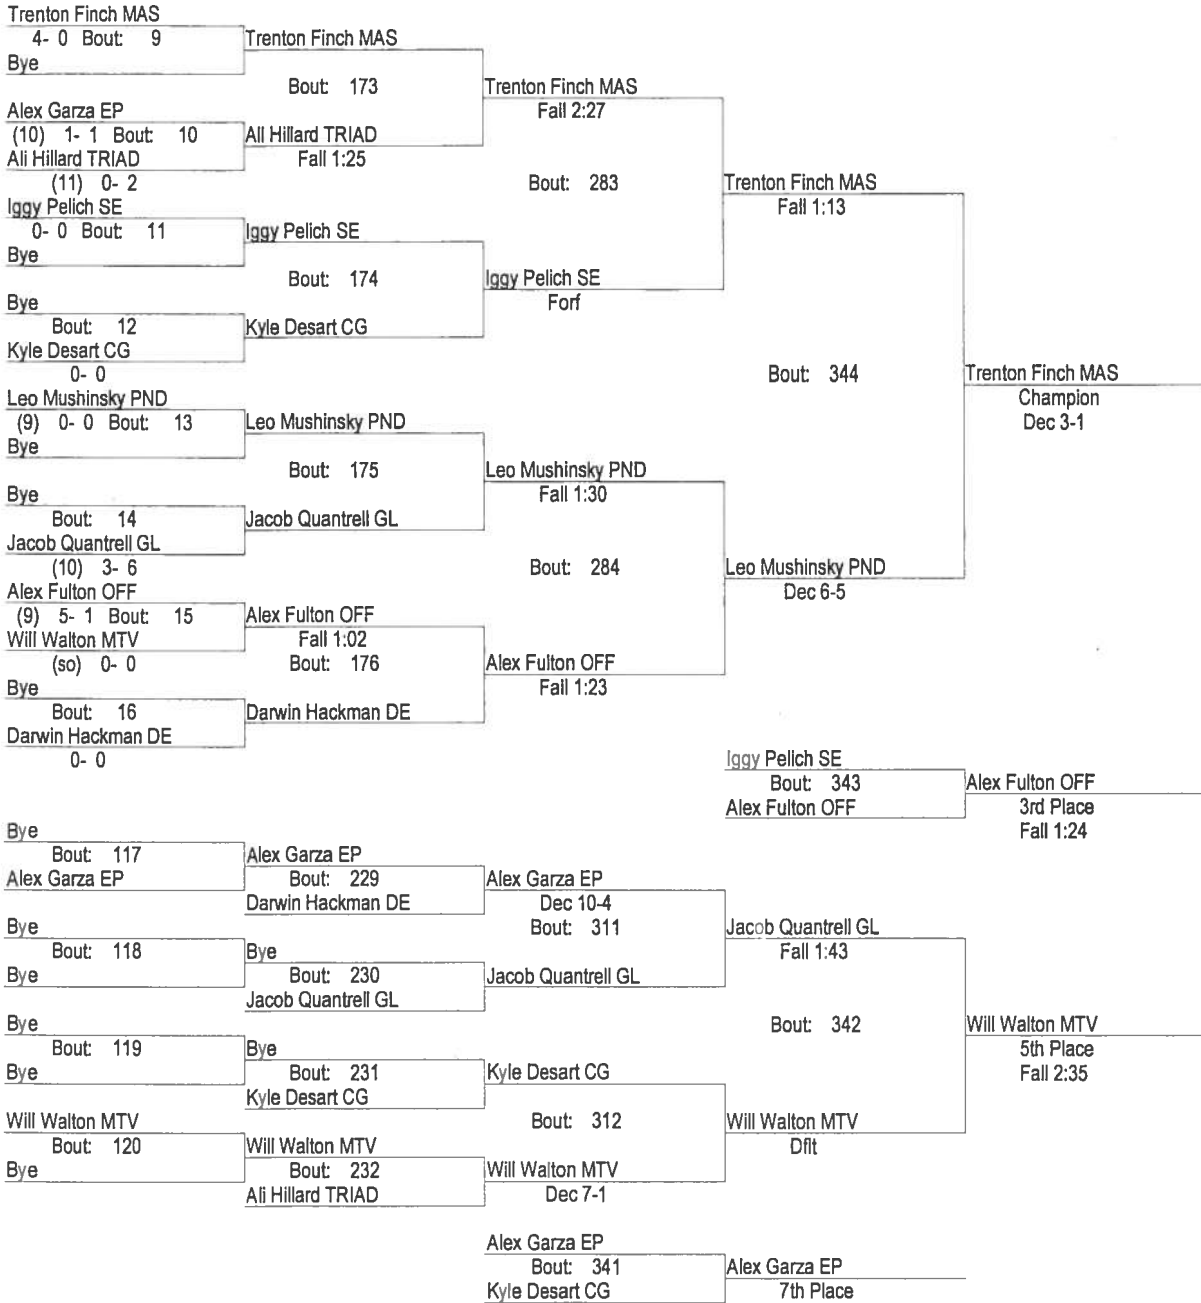 Trenton Finch MAS
4- 0 Bout: 9
Bye
Trenton Finch MAS
Bout: 173
Alex Garza EP
(10) 1- 1 Bout: 10
Ali Hillard TRIAD
(11) 0- 2
Ali Hillard TRIAD
Fall 1:25
Trenton Finch MAS
Fall 2:27
Bout: 283
Iggy Pelich SE
0- 0 Bout: 11
Bye
Iggy Pelich SE
Bout: 174
Bye
Bout: 12
Kyle Desart CG
0- 0
Kyle Desart CG
Iggy Pelich SE
Forf
Trenton Finch MAS
Fall 1:13
Bout: 344
Leo Mushinsky PND
(9) 0- 0 Bout: 13
Bye
Leo Mushinsky PND
Bout: 175
Bye
Bout: 14
Jacob Quantrell GL
(10) 3- 6
Jacob Quantrell GL
Leo Mushinsky PND
Fall 1:30
Bout: 284
Alex Fulton OFF
(9) 5- 1 Bout: 15
Will Walton MTV
(so) 0- 0
Alex Fulton OFF
Fall 1:02
Bout: 176
Bye
Bout: 16
Darwin Hackman DE
0- 0
Darwin Hackman DE
Alex Fulton OFF
Fall 1:23
Leo Mushinsky PND
Dec 6-5
Trenton Finch MAS
Champion
Dec 3-1
Iggy Pelich SE
Bout: 343
Alex Fulton OFF
Alex Fulton OFF
3rd Place
Fall 1:24
Bye
Bout: 117
Alex Garza EP
Alex Garza EP
Bout: 229
Darwin Hackman DE
Alex Garza EP
Dec 10-4
Bout: 311
Bye
Bout: 118
Bye
Bye
Bout: 230
Jacob Quantrell GL
Jacob Quantrell GL
Jacob Quantrell GL
Fall 1:43
Bout: 342
Bye
Bout: 119
Bye
Bye
Bout: 231
Kyle Desart CG
Kyle Desart CG
Bout: 312
Will Walton MTV
Bout: 120
Bye
Will Walton MTV
Bout: 232
Ali Hillard TRIAD
Will Walton MTV
Dec 7-1
Will Walton MTV
Dflt
Will Walton MTV
5th Place
Fall 2:35
Alex Garza EP
Bout: 341
Kyle Desart CG
Alex Garza EP
7th Place